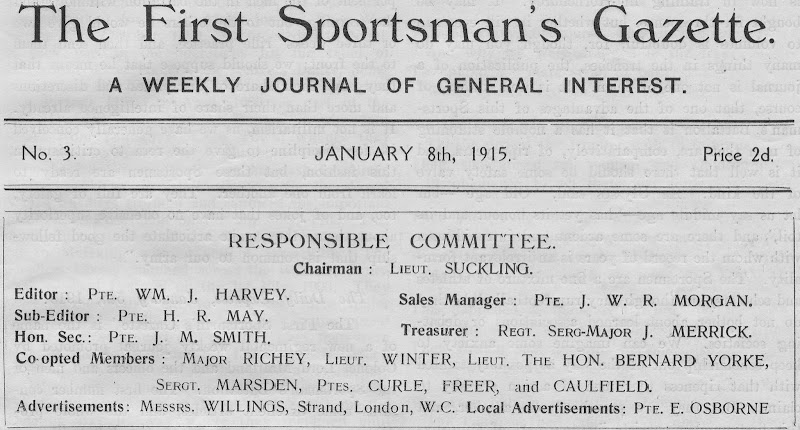 The First Sportsman's Gazette.
A WEEKLY JOURNAL OF GENERAL INTEREST.
No. 3. JANUARY 8th, 1915. Price 2d.
RESPONSIBLE COMMITTEE.
Chairman : LIEUT. SUCKLING.
Editor : PTE. WM. J. HARVEY. Sales Manager : PTE. J. W. R. MORGAN.
Sub-Editor : PTE. H. R. MAY.
Hon. Sec.: PTE. J. M. SMITH. Treasurer : REGT. SERG-MAJOR J. MERRICK.
Co-opted Members : MAJOR RICHEY, LIEUT. WINTER, LIEUT. THE HON. BERNARD YORKE,
SERGT. MARSDEN, PTES. CURLE, FREER, and CAULFIELD.
Advertisements: MESSRS. WILLINGS, Strand, London, W.C. Local Advertisements: PTE. E. OSBORNE